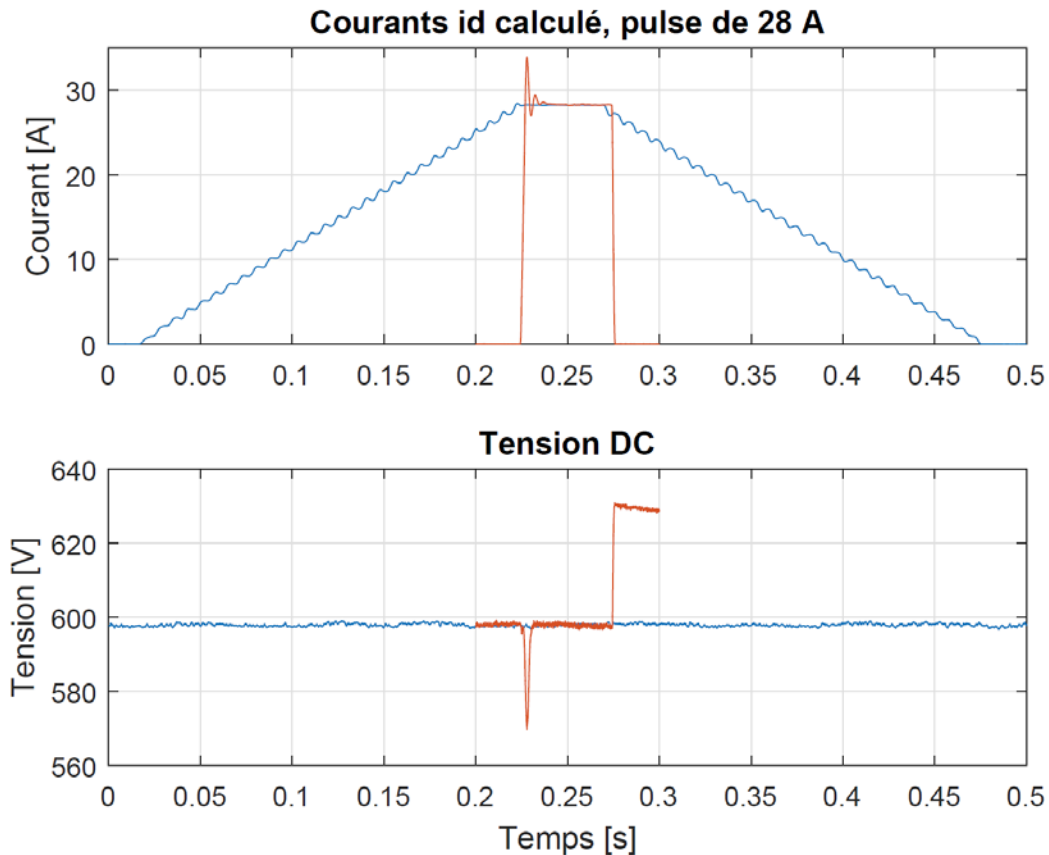 Courants id calculé, pulse de 28 A
Courant [A]
30
20
10
0
0 0.05 0.1 0.15 0.2 0.25 0.3 0.35 0.4 0.45 0.5
Tension DC
Tension [V]
640
620
600
580
560
0 0.05 0.1 0.15 0.2 0.25 0.3 0.35 0.4 0.45 0.5
Temps [s]